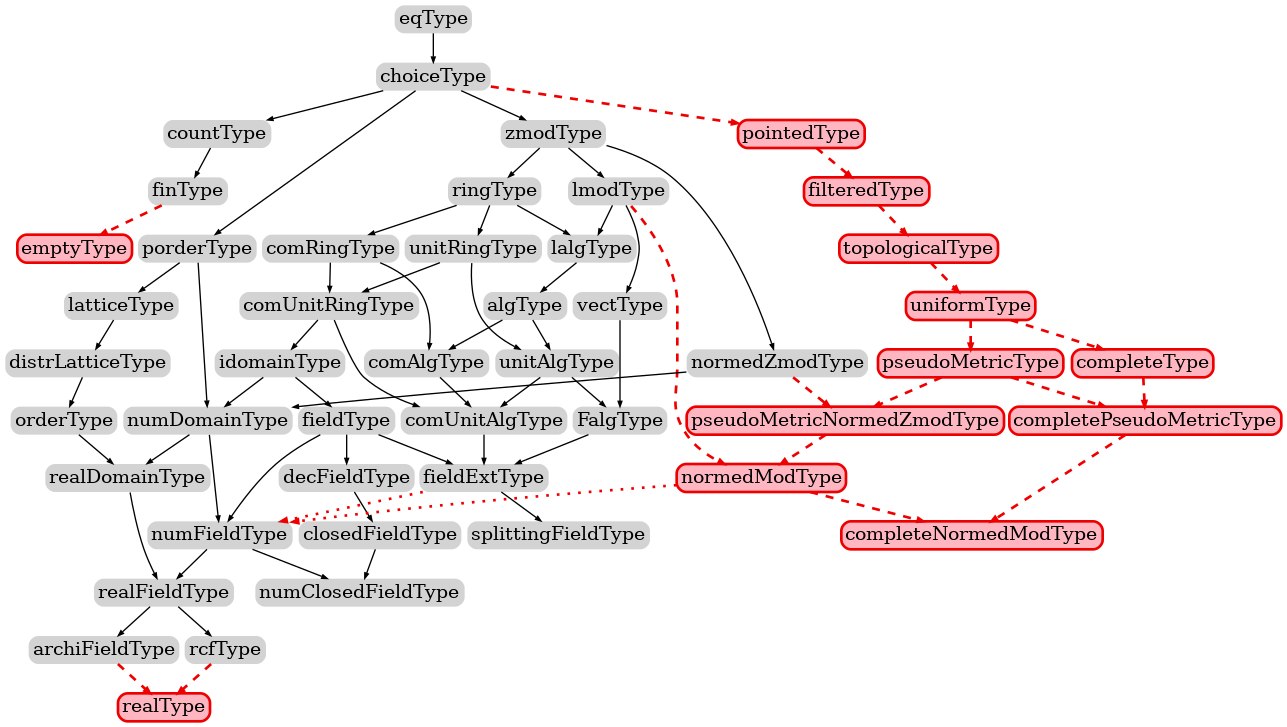 eqType
choiceType
countType
zmodType
pointedType
finType
ringType
lmodType
filteredType
emptyType
porderType
comRingType
unitRingType
lalgType
topologicalType
latticeType
comUnitRingType
algType
vectType
uniformType
distrLatticeType
idomainType
comAlgType
unitAlgType
normedZmodType
pseudoMetricType
completeType
orderType
numDomainType
fieldType
comUnitAlgType
FalgType
pseudoMetricNormedZmodType
completePseudoMetricType
realDomainType
decFieldType
fieldExtType
normedModType
numFieldType
closedFieldType
splittingFieldType
completeNormedModType
realFieldType
numClosedFieldType
archiFieldType
rcfType
realType